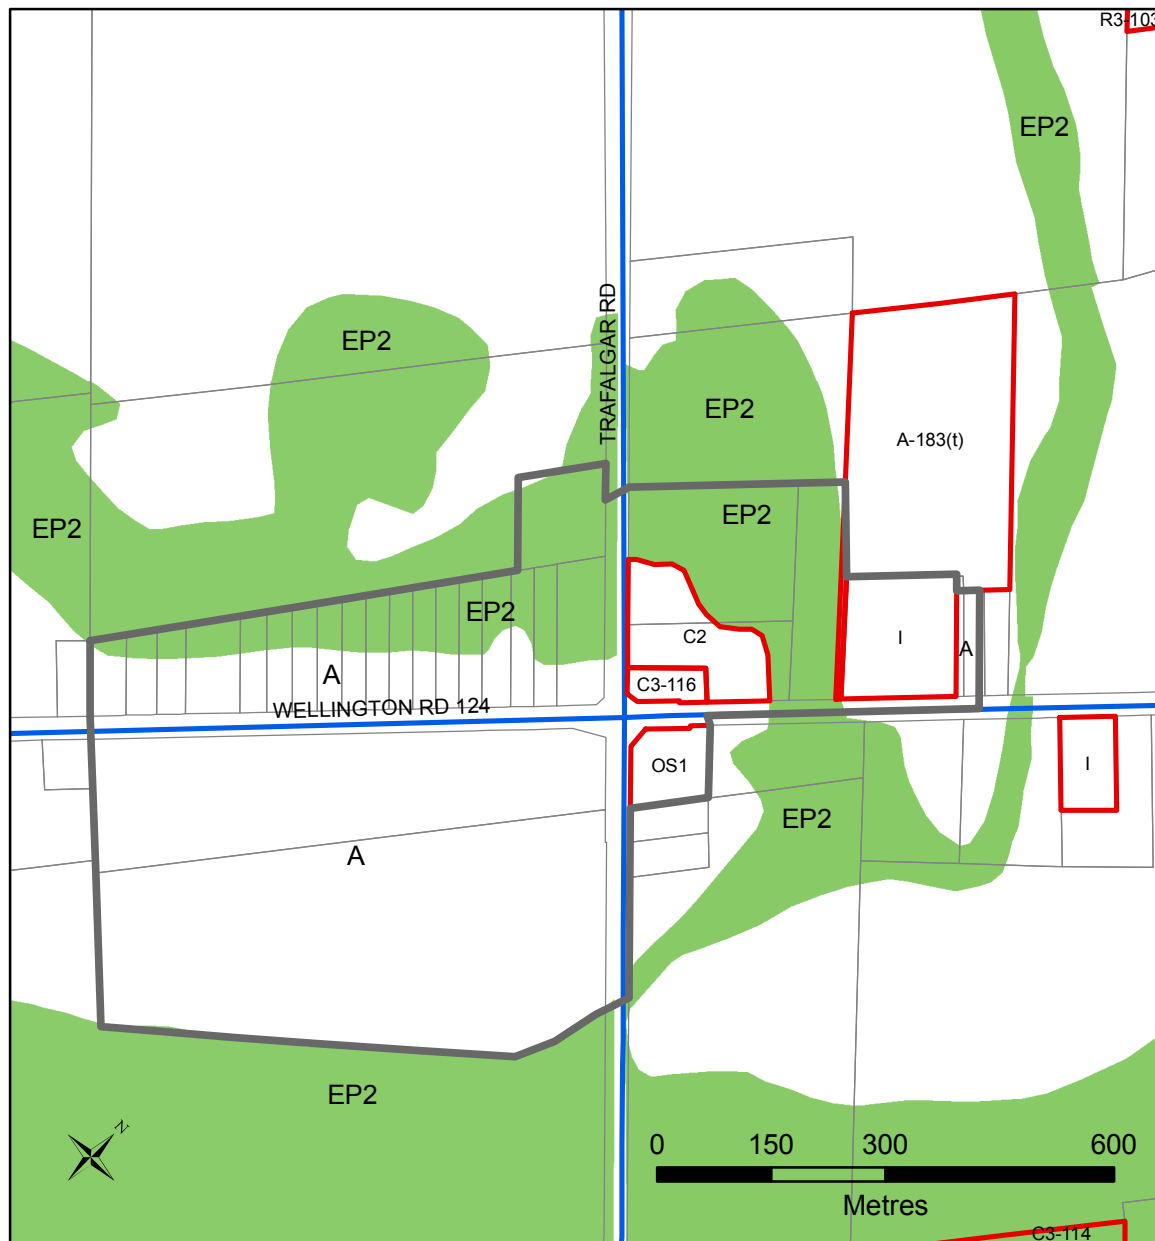 R3-103
EP2
EP2
TRAFALGAR RD
EP2
A-183(t)
EP2
EP2
EP2
C2
I
A
A
C3-116
WELLINGTON RD 124
OS1
I
EP2
A
EP2
N
0 150 300 600
Metres
C3-114